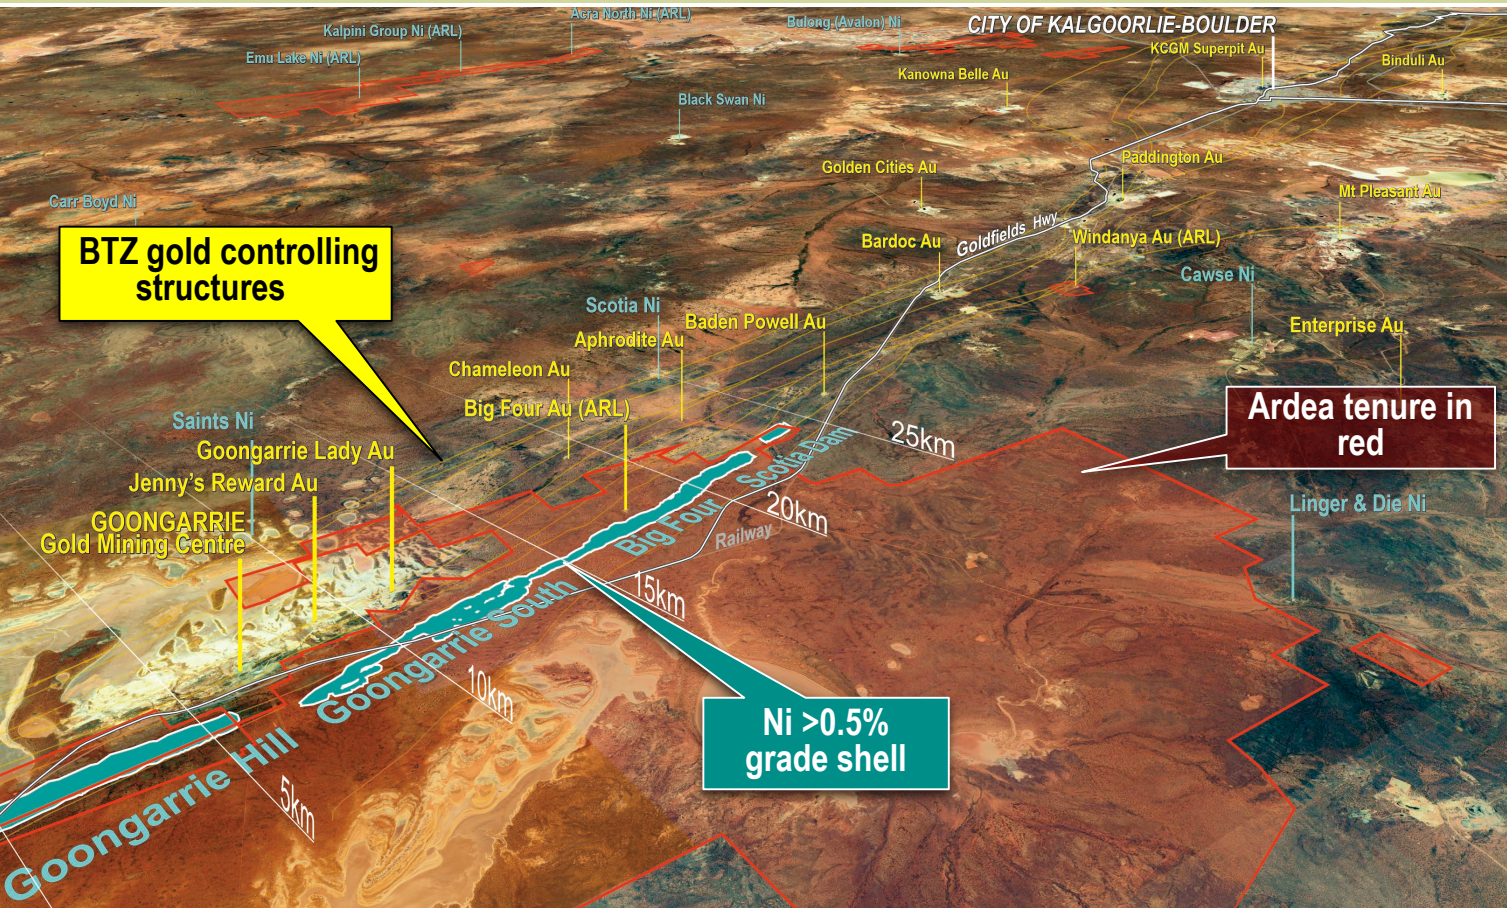 Acra North Ni (ARL)
Bulong (Avalon) Ni
CITY OF KALGOORLIE-BOULDER
Kalpini Group Ni (ARL)
KCGM Superpit Au
Emu Lake Ni (ARL)
Binduli Au
Kanowna Belle Au
Black Swan Ni
Paddington Au
Golden Cities Au
Mt Pleasant Au
Carr Boyd Ni
Goldfields Hwy
Bardoc Au
Windanya Au (ARL)
BTZ gold controlling
structures
Cawse Ni
Scotia Ni
Baden Powell Au
Enterprise Au
Aphrodite Au
Chameleon Au
Big Four Au (ARL)
Ardea tenure in
red
Saints Ni
Goongarrie Lady Au
25km
Scotia Dam
Jenny's Reward Au
Linger & Die Ni
GOONGARRIE
Gold Mining Centre
20km
Big Four
Railway
15km
Goongarrie South
10km
Ni >0.5%
grade shell
Goongarrie Hill
5km